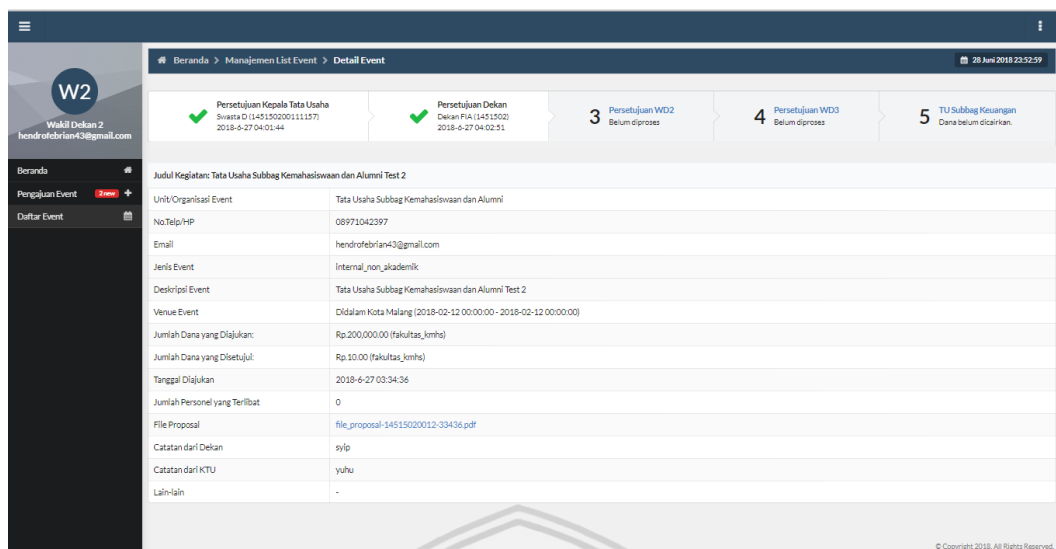 Beranda > Manajemen List Event > Detail Event
28 Juni 2018 23:52:59
W2
Wakil Dekan 2
hendrofebrian43@gmail.com
Beranda
Pengajuan Event 2 new
Daftar Event
Persetujuan Kepala Tata Usaha
Swasta D (145150200111157)
2018-6-27 04:01:44
Persetujuan Dekan
Dekan FIA (1451502)
2018-6-27 04:02:51
3 Persetujuan WD2
Belum diproses
4 Persetujuan WD3
Belum diproses
5 TU Subbag Keuangan
Dana belum dicairkan.
Judul Kegiatan: Tata Usaha Subbag Kemahasiswaan dan Alumni Test 2
Unit/Organisasi Event Tata Usaha Subbag Kemahasiswaan dan Alumni
No.Telp/HP 08971042397
Email hendrofebrian43@gmail.com
Jenis Event internal_non_akademik
Deskripsi Event Tata Usaha Subbag Kemahasiswaan dan Alumni Test 2
Venue Event Didalam Kota Malang (2018-02-12 00:00:00 - 2018-02-12 00:00:00)
Jumlah Dana yang Diajukan: Rp.200,000.00 (fakultas_kmhs)
Jumlah Dana yang Disetujui: Rp.10.00 (fakultas_kmhs)
Tanggal Diajukan 2018-6-27 03:34:36
Jumlah Personel yang Terlibat 0
File Proposal file_proposal-14515020012-33436.pdf
Catatan dari Dekan syip
Catatan dari KTU yuhu
Lain-lain -
© Copyright 2018. All Rights Reserved.